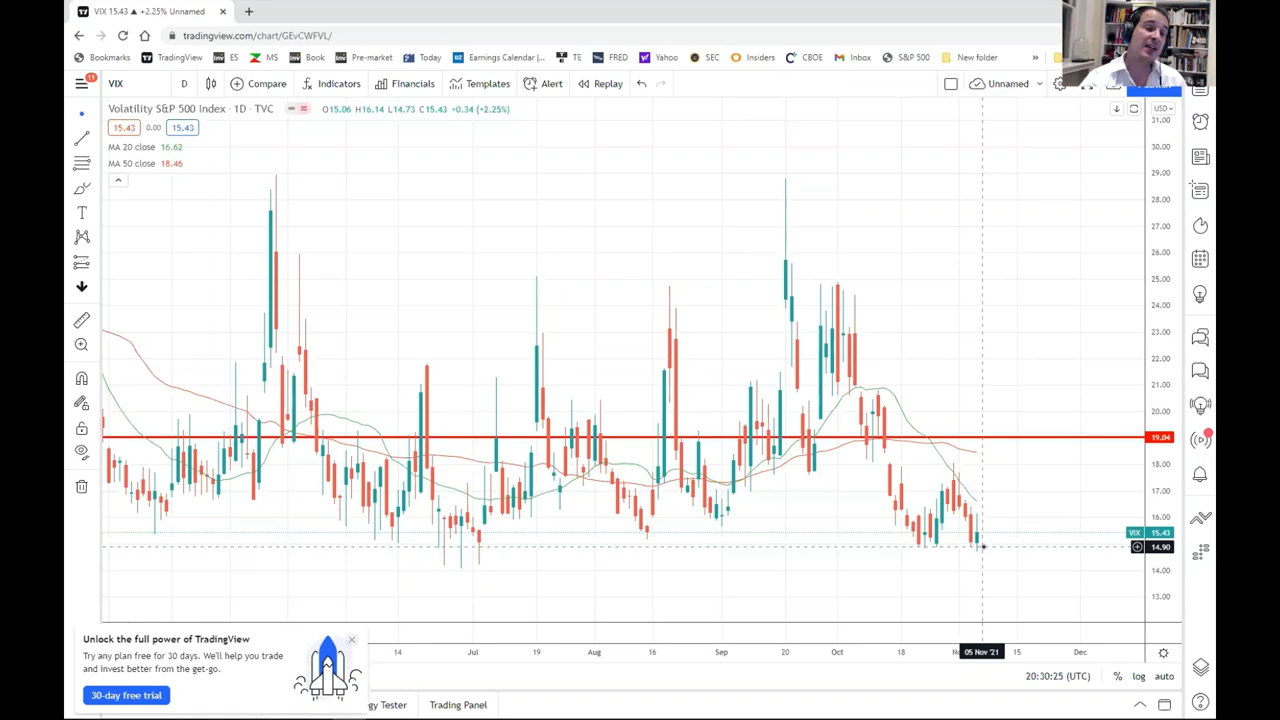 VIX 15.43 ▲ +2.25% Unnamed
tradingview.com/chart/GEvCWFVL/
Bookmarks TradingView ES MS Book Pre-market Today Earnings Calendar |... TE FRED Yahoo SEC Insiders CBOE Inbox S&P 500 New folder »
11 VIX D Compare Indicators Financials Templates Alert Replay Unnamed
Volatility S&P 500 Index · 1D · TVC O15.06 H16.14 L14.73 C15.43 +0.34 (+2.25%) USD
15.43 0.00 15.43
MA 20 close 16.62
MA 50 close 18.46
31.00
30.00
29.00
28.00
27.00
26.00
25.00
24.00
23.00
22.00
21.00
20.00
19.04
18.00
17.00
16.00
VIX 15.43
14.90
14.00
13.00
14 Jul 19 Aug 16 Sep 20 Oct 18 05 Nov '21 15 Dec
Unlock the full power of TradingView
Try any plan free for 30 days. We'll help you trade
and invest better from the get-go.
30-day free trial
20:30:25 (UTC) % log auto
gy Tester Trading Panel